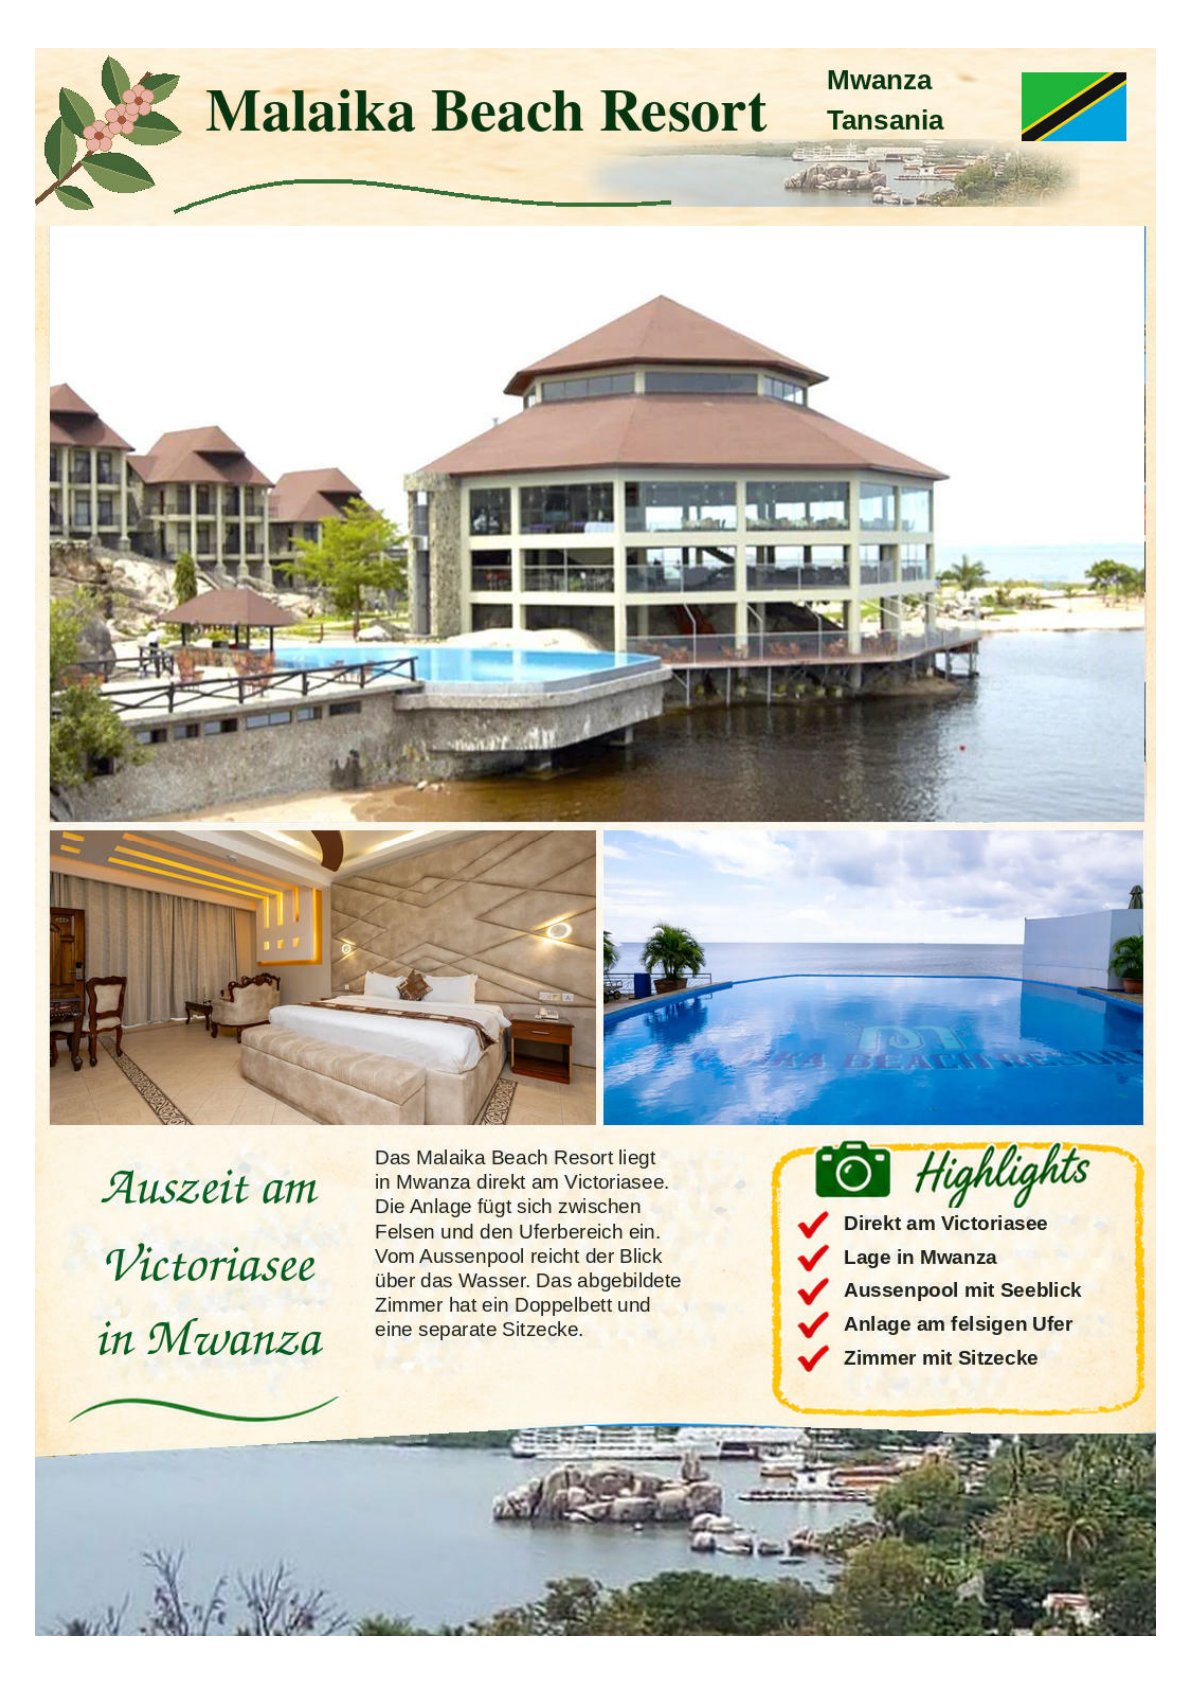 Malaika Beach Resort
Mwanza
Tansania
BEACH RESORT
Auszeit am
Victoriasee
in Mwanza
Das Malaika Beach Resort liegt
in Mwanza direkt am Victoriasee.
Die Anlage fügt sich zwischen
Felsen und den Uferbereich ein.
Vom Aussenpool reicht der Blick
über das Wasser. Das abgebildete
Zimmer hat ein Doppelbett und
eine separate Sitzecke.
Highlights
Direkt am Victoriasee
Lage in Mwanza
Aussenpool mit Seeblick
Anlage am felsigen Ufer
Zimmer mit Sitzecke